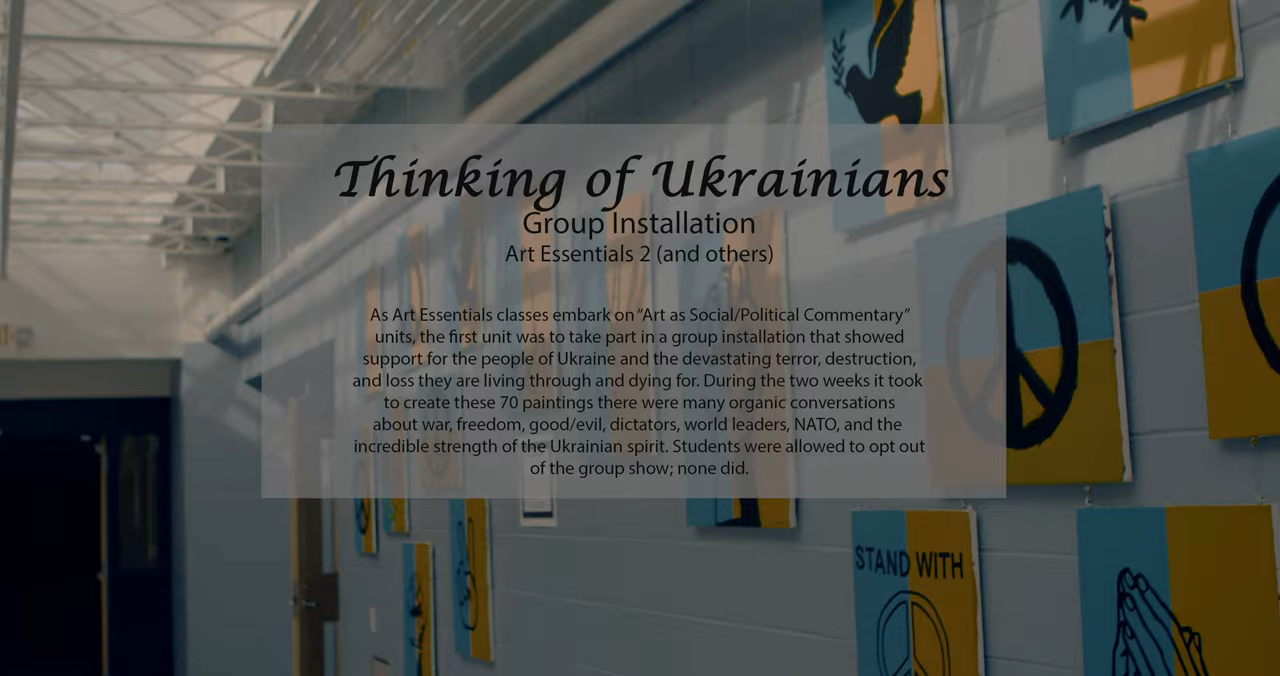 Thinking of Ukrainians
Group Installation
Art Essentials 2 (and others)
As Art Essentials classes embark on “Art as Social/Political Commentary”
units, the first unit was to take part in a group installation that showed
support for the people of Ukraine and the devastating terror, destruction,
and loss they are living through and dying for. During the two weeks it took
to create these 70 paintings there were many organic conversations
about war, freedom, good/evil, dictators, world leaders, NATO, and the
incredible strength of the Ukrainian spirit. Students were allowed to opt out
of the group show; none did.
STAND WITH